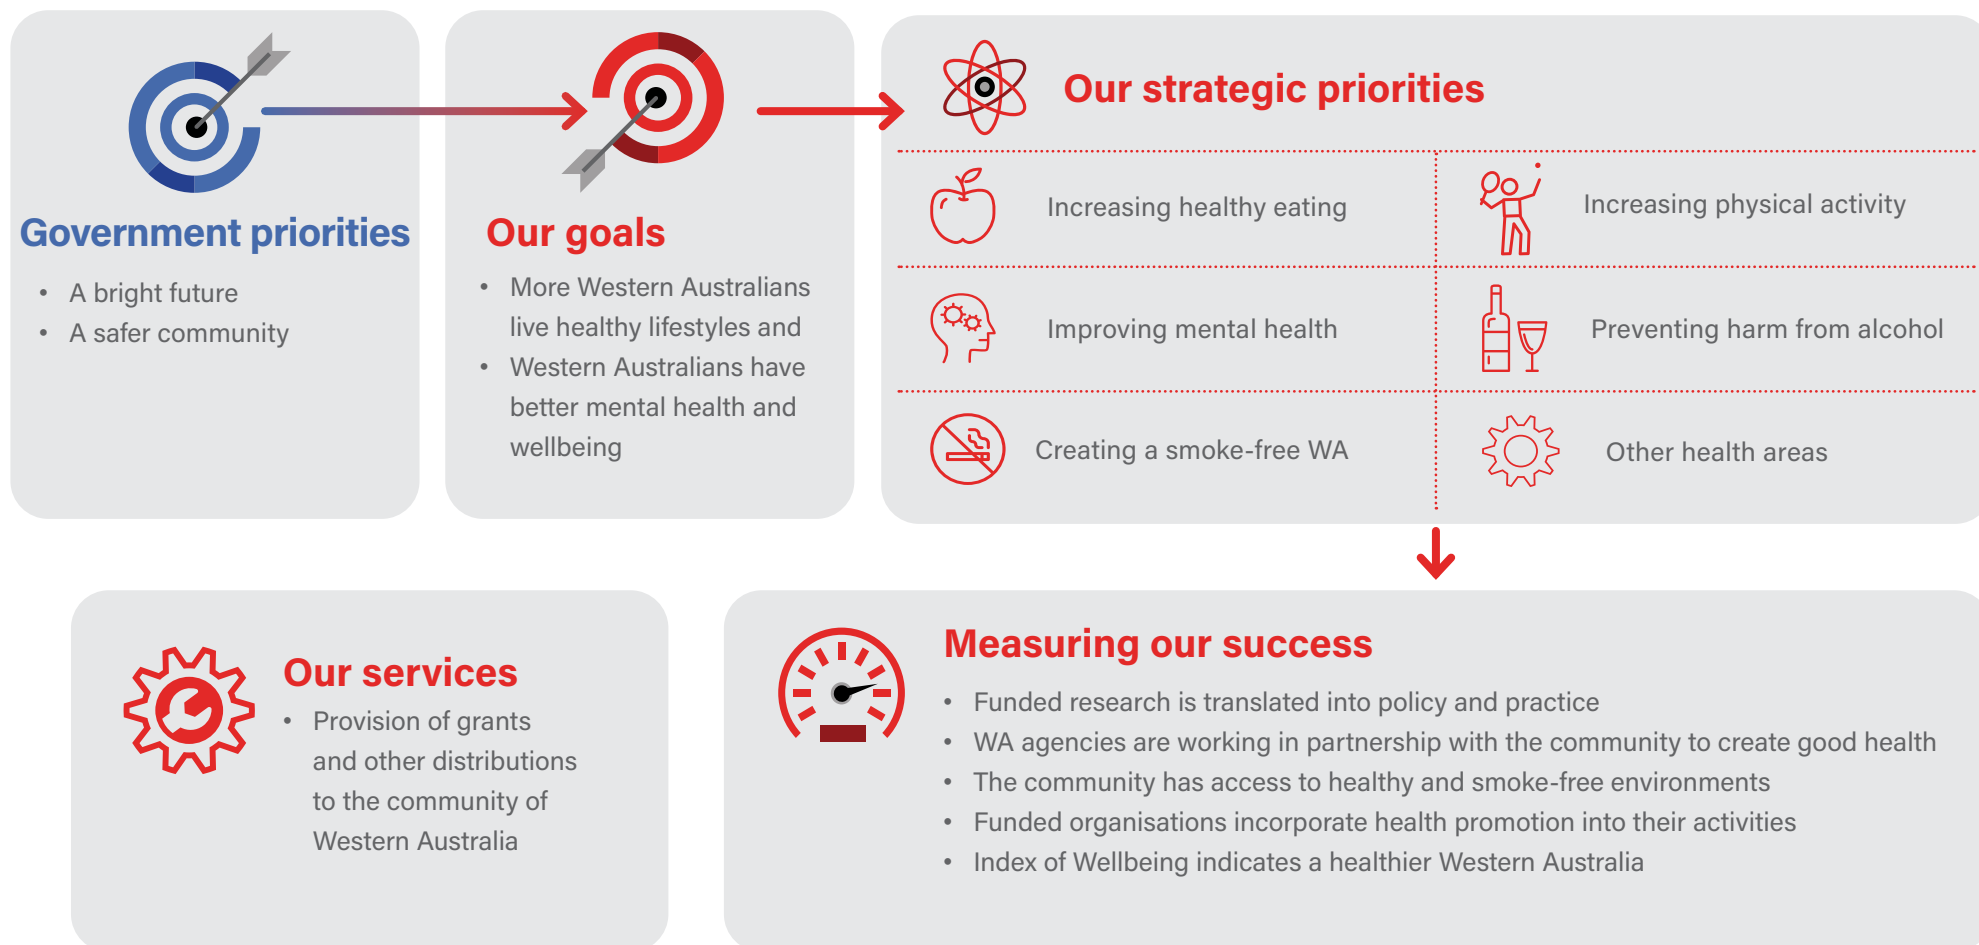 Government priorities
• A bright future
• A safer community
Our goals
• More Western Australians
live healthy lifestyles and
• Western Australians have
better mental health and
wellbeing
Our strategic priorities
Increasing healthy eating
Increasing physical activity
Improving mental health
Preventing harm from alcohol
Creating a smoke-free WA
Other health areas
Our services
• Provision of grants
and other distributions
to the community of
Western Australia
Measuring our success
• Funded research is translated into policy and practice
• WA agencies are working in partnership with the community to create good health
• The community has access to healthy and smoke-free environments
• Funded organisations incorporate health promotion into their activities
• Index of Wellbeing indicates a healthier Western Australia